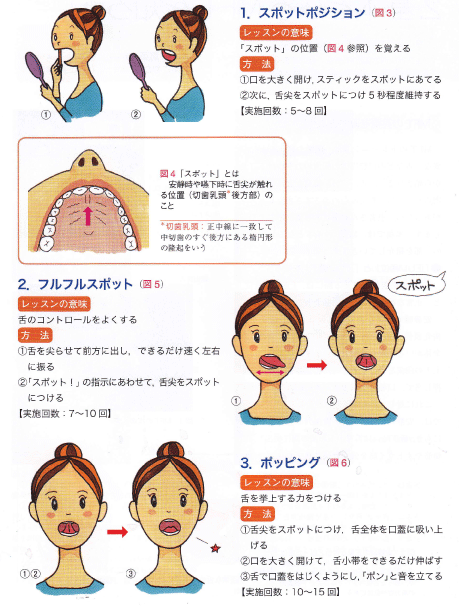 1．スポットポジション（図3）
レッスンの意味
「スポット」の位置（図4参照）を覚える
方　法
①口を大きく開け，スティックをスポットにあてる
②次に，舌尖をスポットにつけ5秒程度維持する
【実施回数：5〜8回】
①
②
図4「スポット」とは
安静時や嚥下時に舌尖が触れ
る位置（切歯乳頭*後方部）の
こと
*切歯乳頭：正中線に一致して
中切歯のすぐ後方にある楕円形
の隆起をいう
2．フルフルスポット（図5）
レッスンの意味
舌のコントロールをよくする
方　法
①舌を尖らせて前方に出し，できるだけ速く左右
に振る
②「スポット！」の指示にあわせて，舌尖をスポット
につける
【実施回数：7〜10回】
スポット
①
②
3．ポッピング（図6）
レッスンの意味
舌を挙上する力をつける
方　法
①舌尖をスポットにつけ，舌全体を口蓋に吸い上
げる
②口を大きく開けて，舌小帯をできるだけ伸ばす
③舌で口蓋をはじくようにし，「ポン」と音を立てる
【実施回数：10〜15回】
①②
③